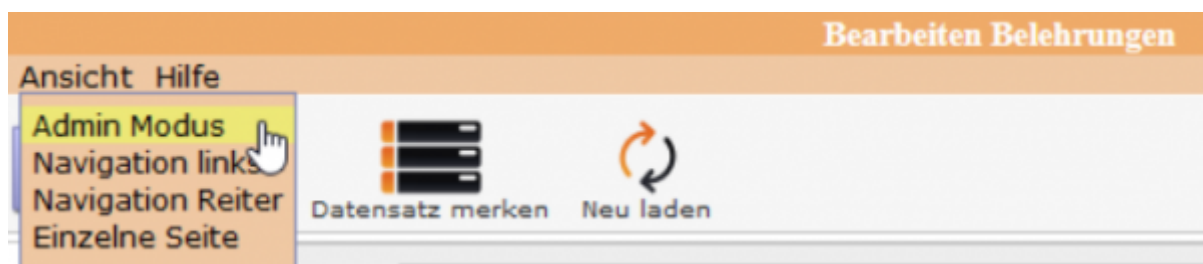 Bearbeiten Belehrungen
Ansicht Hilfe
Admin Modus
Navigation links
Navigation Reiter
Einzelne Seite
Datensatz merken Neu laden